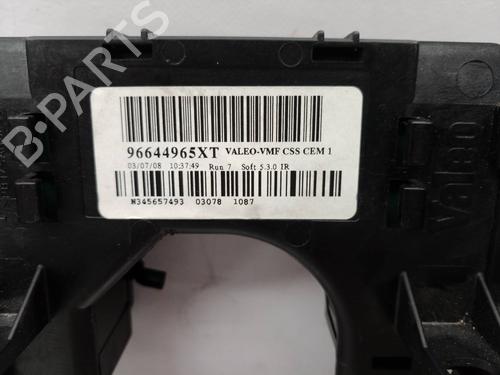 96644965XT VALEO-VMF CSS CEM 1
03/07/08 10:37:49 Run 7 Soft 5.3.0 IR
N345657493 03078 1087
Valeo
B-PARTS